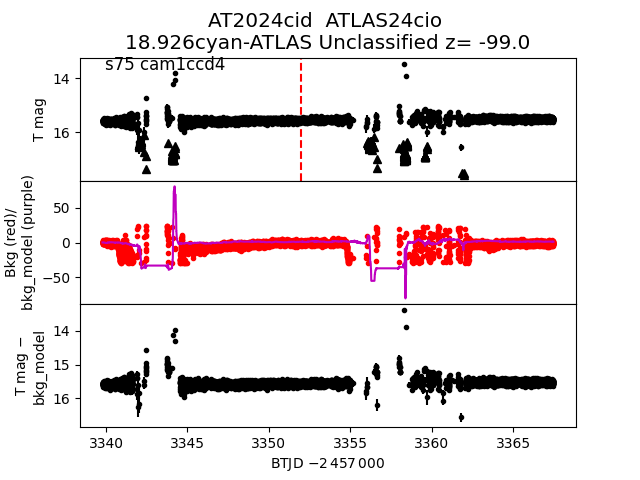 AT2024cid  ATLAS24cio
18.926cyan-ATLAS Unclassified z= -99.0
s75 cam1ccd4
T mag
14
16
Bkg (red)/
bkg_model (purple)
50
0
−50
T mag −
bkg_model
14
15
16
3340 3345 3350 3355 3360 3365
BTJD −2 457 000